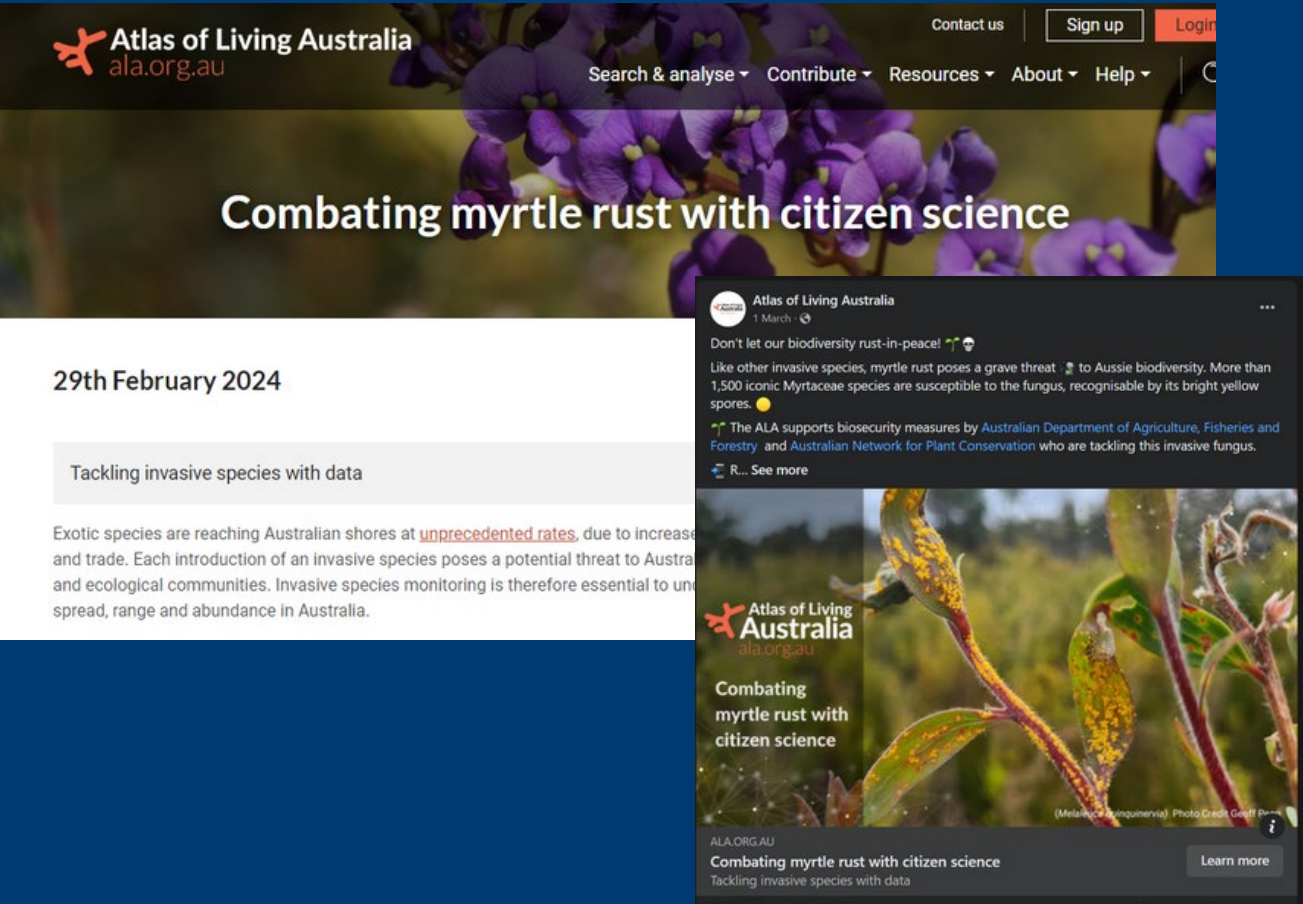 Atlas of Living Australia
ala.org.au
Contact us
Sign up
Login
Search & analyse
Contribute
Resources
About
Help
Combating myrtle rust with citizen science
29th February 2024
Tackling invasive species with data
Exotic species are reaching Australian shores at unprecedented rates, due to increase
and trade. Each introduction of an invasive species poses a potential threat to Austral
and ecological communities. Invasive species monitoring is therefore essential to
spread, range and abundance in Australia.
Atlas of Living Australia
1 March
Don't let our biodiversity rust-in-peace! 🌱💀
Like other invasive species, myrtle rust poses a grave threat to Aussie biodiversity. More than
1,500 iconic Myrtaceae species are susceptible to the fungus, recognisable by its bright yellow
spores. 🟡
🌱 The ALA supports biosecurity measures by Australian Department of Agriculture, Fisheries and
Forestry and Australian Network for Plant Conservation who are tackling this invasive fungus.
📲 R... See more
Atlas of Living
Australia
ala.org.au
Combating
myrtle rust with
citizen science
(Melaleuca quinquinervia) Photo Credit Geoff
ALA.ORG.AU
Combating myrtle rust with citizen science
Tackling invasive species with data
Learn more